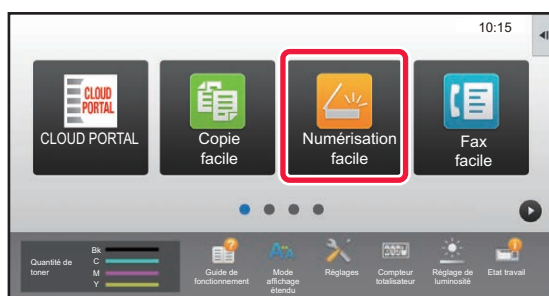 10:15
CLOUD
PORTAL
CLOUD PORTAL
Copie
facile
Numérisation
facile
Fax
facile
Quantité de
toner
Bk
C
M
Y
Guide de
fonctionnement
Mode
affichage
étendu
Réglages
Compteur
totalisateur
Réglage de
luminosité
Etat travail